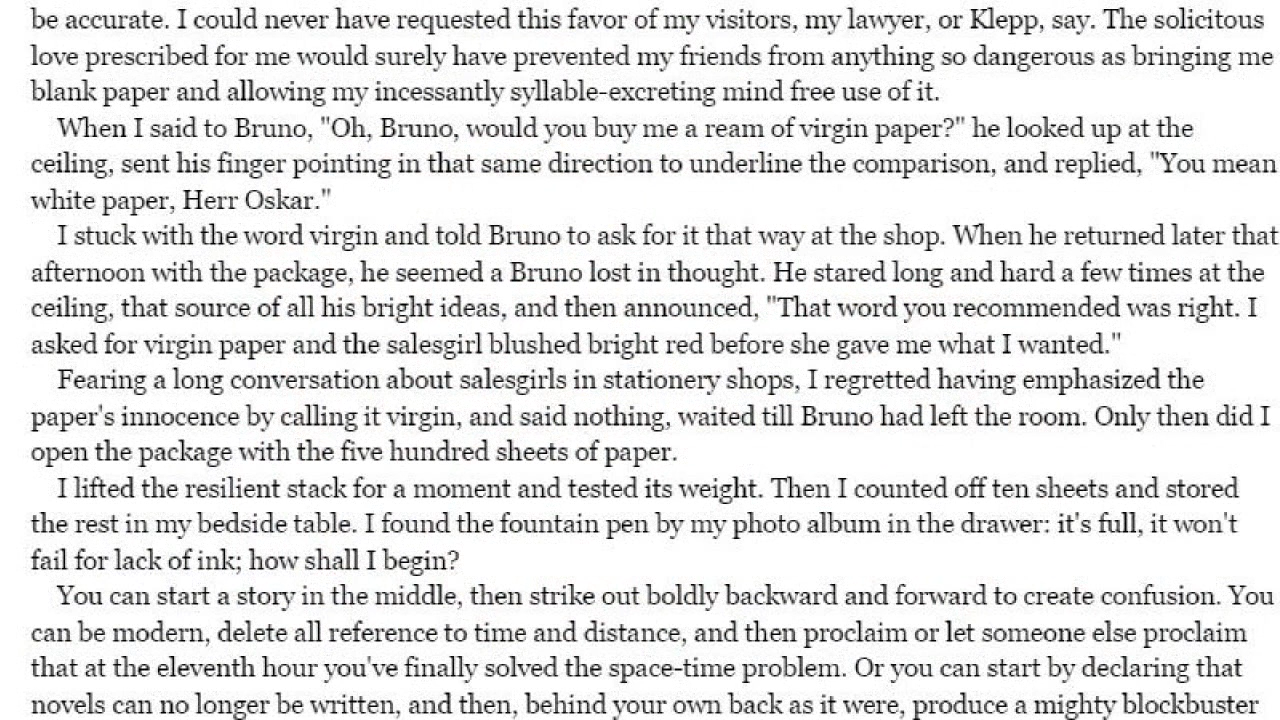 be accurate. I could never have requested this favor of my visitors, my lawyer, or Klepp, say. The solicitous
love prescribed for me would surely have prevented my friends from anything so dangerous as bringing me
blank paper and allowing my incessantly syllable-excreting mind free use of it.
When I said to Bruno, "Oh, Bruno, would you buy me a ream of virgin paper?" he looked up at the
ceiling, sent his finger pointing in that same direction to underline the comparison, and replied, "You mean
white paper, Herr Oskar."
I stuck with the word virgin and told Bruno to ask for it that way at the shop. When he returned later that
afternoon with the package, he seemed a Bruno lost in thought. He stared long and hard a few times at the
ceiling, that source of all his bright ideas, and then announced, "That word you recommended was right. I
asked for virgin paper and the salesgirl blushed bright red before she gave me what I wanted."
Fearing a long conversation about salesgirls in stationery shops, I regretted having emphasized the
paper's innocence by calling it virgin, and said nothing, waited till Bruno had left the room. Only then did I
open the package with the five hundred sheets of paper.
I lifted the resilient stack for a moment and tested its weight. Then I counted off ten sheets and stored
the rest in my bedside table. I found the fountain pen by my photo album in the drawer: it's full, it won't
fail for lack of ink; how shall I begin?
You can start a story in the middle, then strike out boldly backward and forward to create confusion. You
can be modern, delete all reference to time and distance, and then proclaim or let someone else proclaim
that at the eleventh hour you've finally solved the space-time problem. Or you can start by declaring that
novels can no longer be written, and then, behind your own back as it were, produce a mighty blockbuster